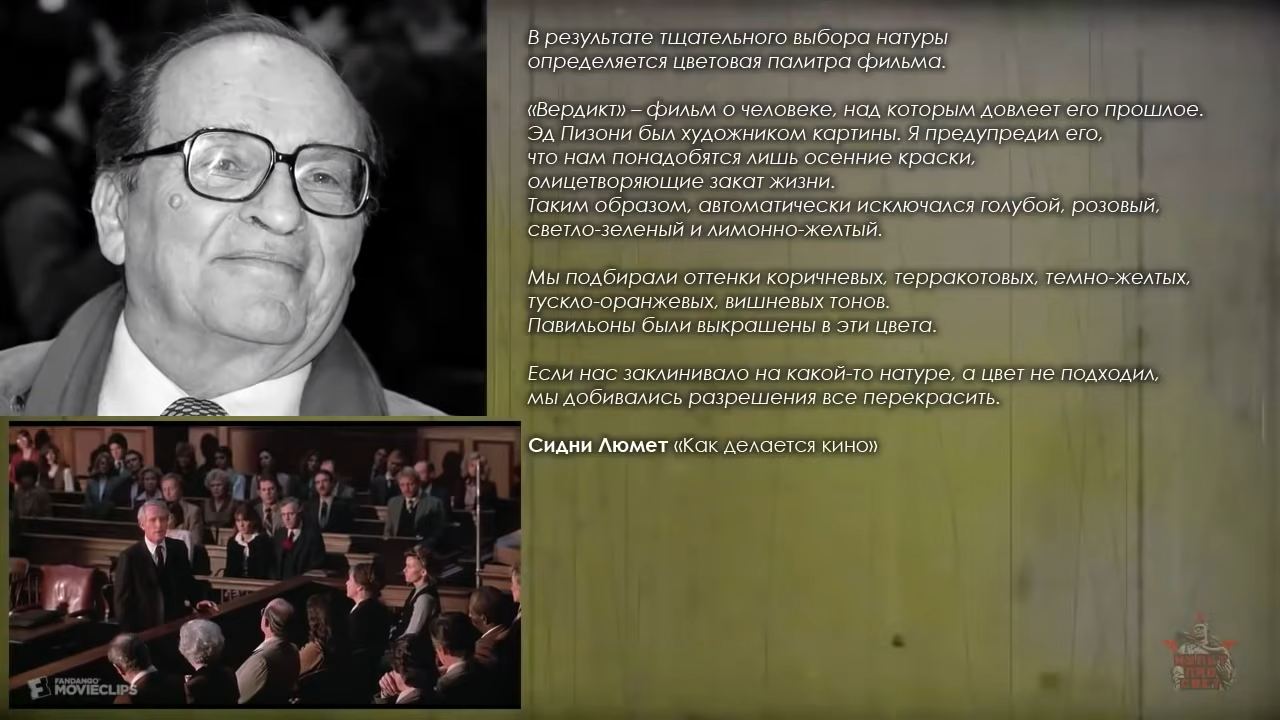 В результате тщательного выбора натуры
определяется цветовая палитра фильма.
«Вердикт» – фильм о человеке, над которым довлеет его прошлое.
Эд Пизони был художником картины. Я предупредил его,
что нам понадобятся лишь осенние краски,
олицетворяющие закат жизни.
Таким образом, автоматически исключался голубой, розовый,
светло-зеленый и лимонно-желтый.
Мы подбирали оттенки коричневых, терракотовых, темно-желтых,
тускло-оранжевых, вишневых тонов.
Павильоны были выкрашены в эти цвета.
Если нас заклинивало на какой-то натуре, а цвет не подходил,
мы добивались разрешения все перекрасить.
Сидни Люмет «Как делается кино»
FANDANGO
MOVIECLIPS